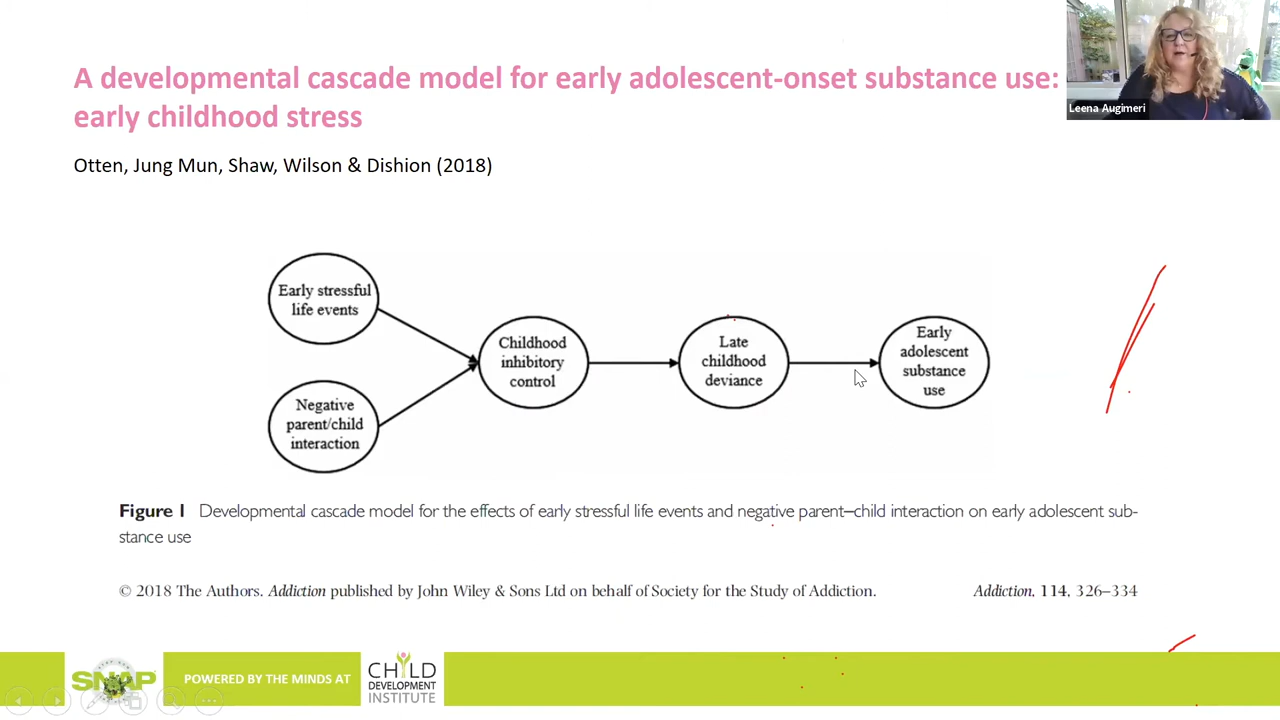 A developmental cascade model for early adolescent-onset substance use:
early childhood stress
Leena Augimeri
Otten, Jung Mun, Shaw, Wilson & Dishion (2018)
Early stressful
life events
Negative
parent/child
interaction
Childhood
inhibitory
control
Late
childhood
deviance
Early
adolescent
substance
use
Figure 1 Developmental cascade model for the effects of early stressful life events and negative parent–child interaction on early adolescent sub-
stance use
© 2018 The Authors. Addiction published by John Wiley & Sons Ltd on behalf of Society for the Study of Addiction.
Addiction, 114, 326–334
SNAP
POWERED BY THE MINDS AT
CHILD
DEVELOPMENT
INSTITUTE